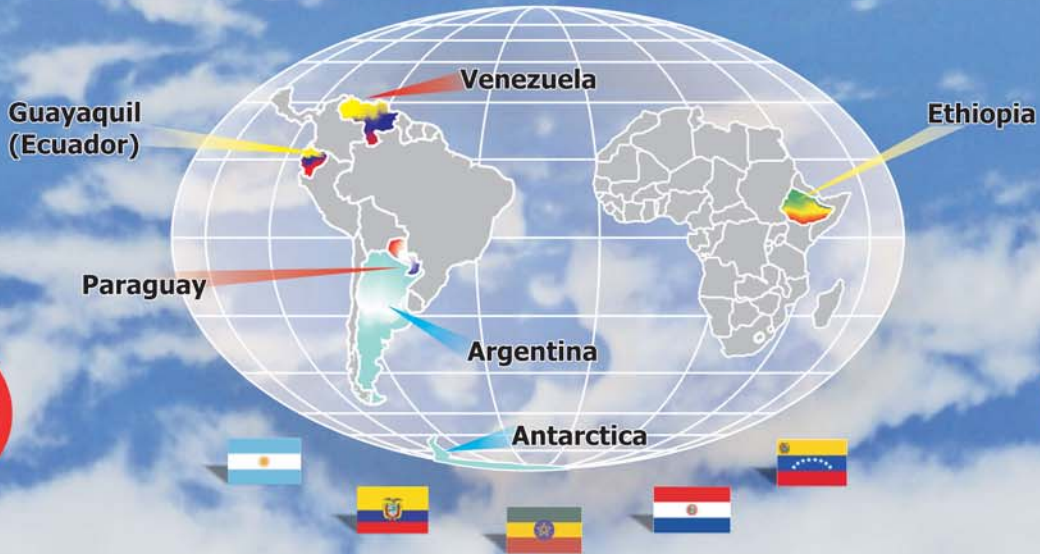 Venezuela
Guayaquil
(Ecuador)
Ethiopia
Paraguay
Argentina
Antarctica